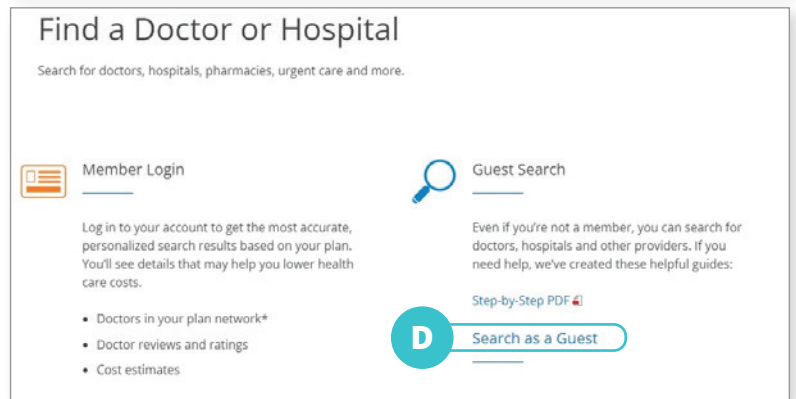 Find a Doctor or Hospital
Search for doctors, hospitals, pharmacies, urgent care and more.
Member Login
Log in to your account to get the most accurate,
personalized search results based on your plan.
You'll see details that may help you lower health
care costs.
• Doctors in your plan network*
• Doctor reviews and ratings
• Cost estimates
Guest Search
Even if you're not a member, you can search for
doctors, hospitals and other providers. If you
need help, we've created these helpful guides:
Step-by-Step PDF
D
Search as a Guest